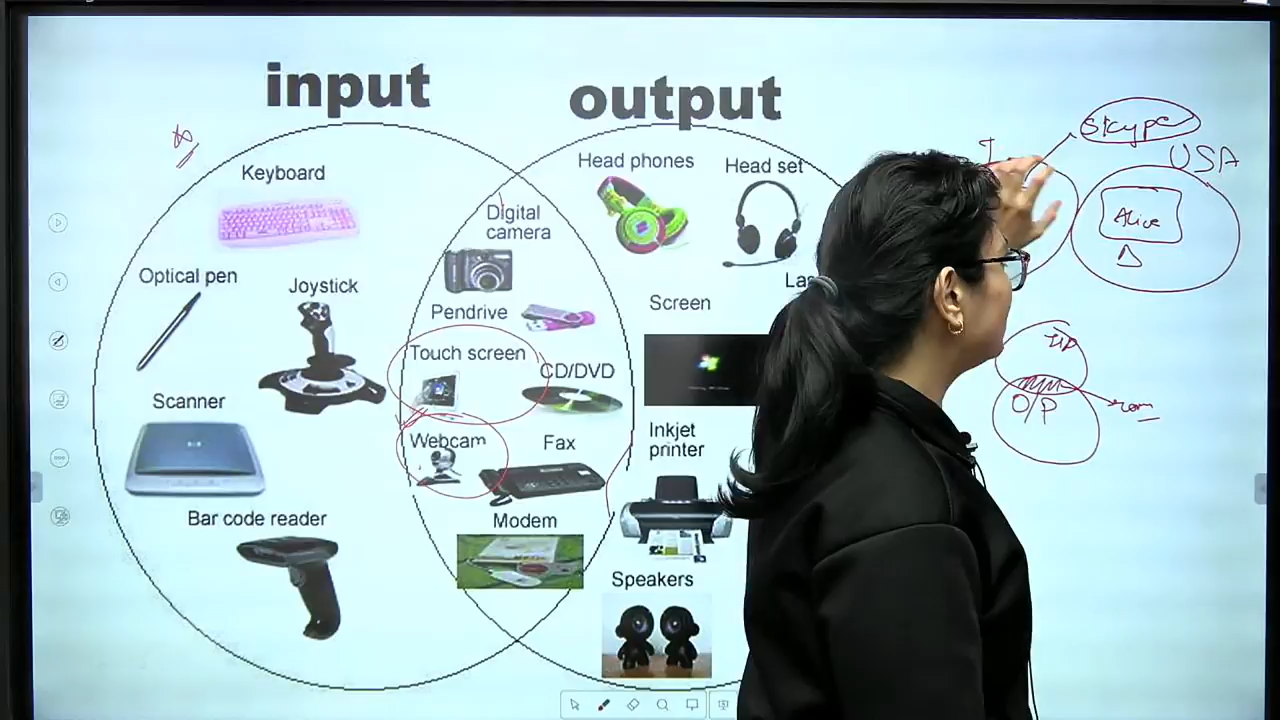 input
output
Keyboard
Optical pen
Joystick
Scanner
Bar code reader
Digital
camera
Pendrive
Touch screen
CD/DVD
Webcam
Fax
Modem
Head phones
Head set
Las
Screen
Inkjet
printer
Speakers
Skype
USA
Alice
I
O/P